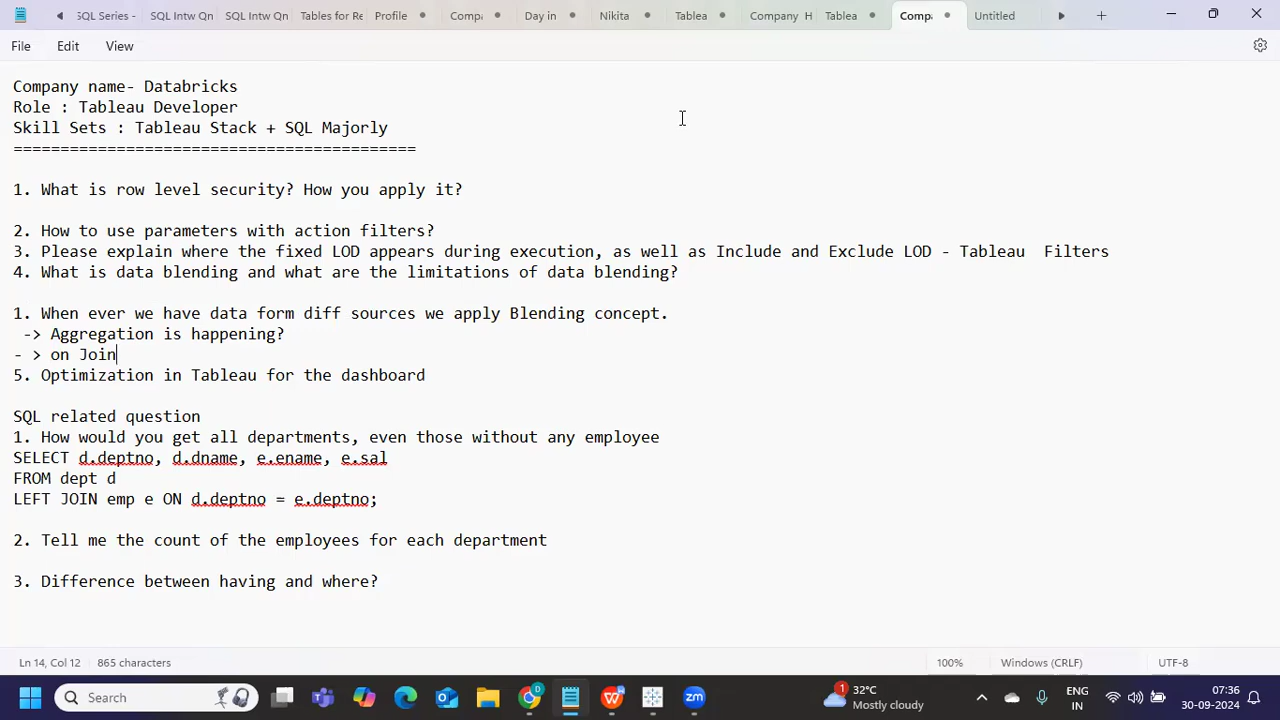 SQL Series -
SQL Intw Qn
SQL Intw Qn
Tables for Re
Profile
Comp
Day in
Nikita
Tablea
Company H
Tablea
Comp
Untitled
File Edit View
Company name- Databricks
Role : Tableau Developer
Skill Sets : Tableau Stack + SQL Majorly
===========================================
1. What is row level security? How you apply it?
2. How to use parameters with action filters?
3. Please explain where the fixed LOD appears during execution, as well as Include and Exclude LOD - Tableau  Filters
4. What is data blending and what are the limitations of data blending?
1. When ever we have data form diff sources we apply Blending concept.
-> Aggregation is happening?
- > on Join
5. Optimization in Tableau for the dashboard
SQL related question
1. How would you get all departments, even those without any employee
SELECT d.deptno, d.dname, e.ename, e.sal
FROM dept d
LEFT JOIN emp e ON d.deptno = e.deptno;
2. Tell me the count of the employees for each department
3. Difference between having and where?
Ln 14, Col 12 865 characters 100% Windows (CRLF) UTF-8
Search
zm
1
32°C
Mostly cloudy
ENG
IN
07:36
30-09-2024